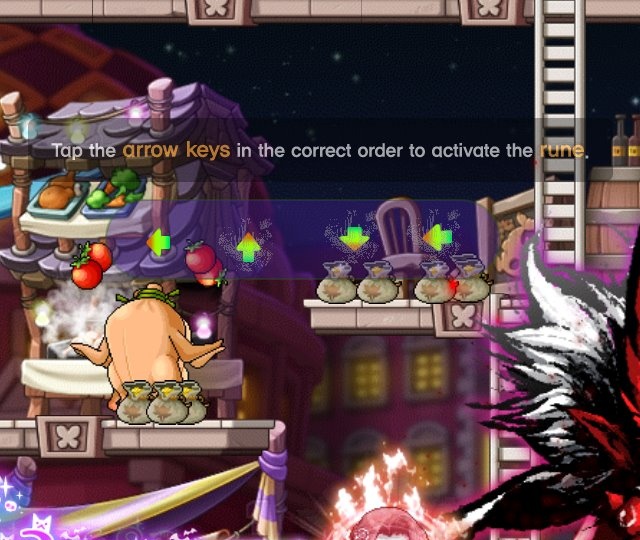 Tap the arrow keys in the correct order to activate the rune.